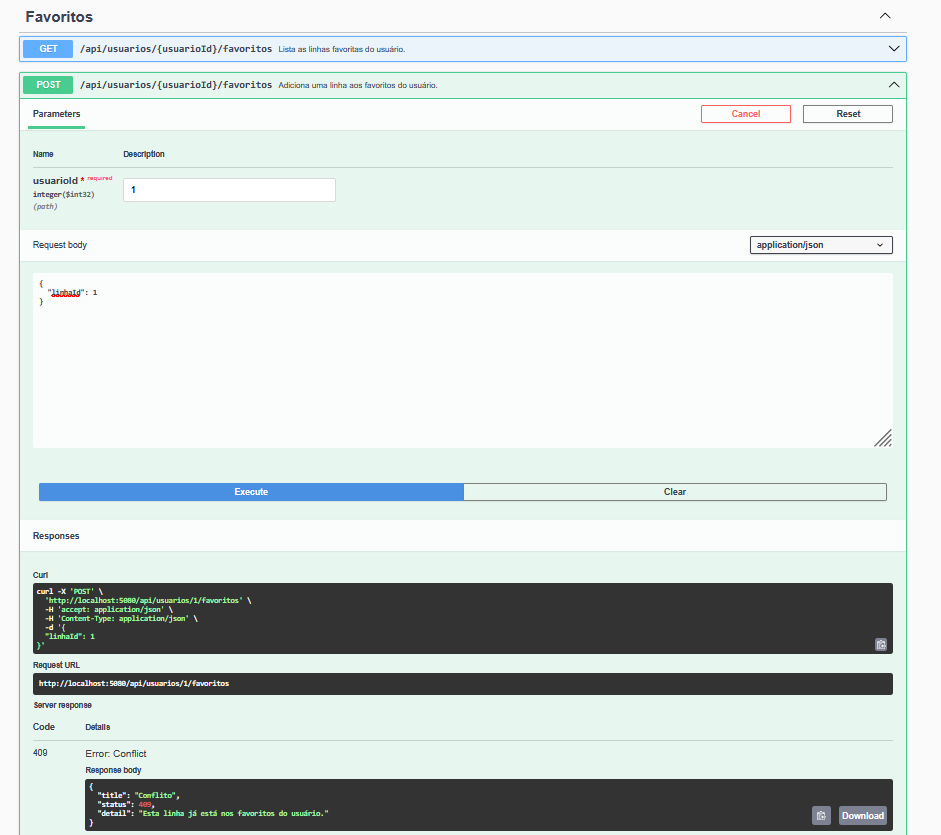 Favoritos
GET /api/usuarios/{usuarioId}/favoritos Lista as linhas favoritas do usuário.
POST /api/usuarios/{usuarioId}/favoritos Adiciona uma linha aos favoritos do usuário.
Parameters
Cancel
Reset
Name Description
usuarioId * required
integer($int32)
(path)
1
Request body
application/json
{
"linhaId": 1
}
Execute
Clear
Responses
Curl
curl -X 'POST' \
'http://localhost:5080/api/usuarios/1/favoritos' \
-H 'accept: application/json' \
-H 'Content-Type: application/json' \
-d '{
"linhaId": 1
}'
Request URL
http://localhost:5080/api/usuarios/1/favoritos
Server response
Code Details
409 Error: Conflict
Response body
{
"title": "Conflito",
"status": 409,
"detail": "Esta linha já está nos favoritos do usuário."
}
Download